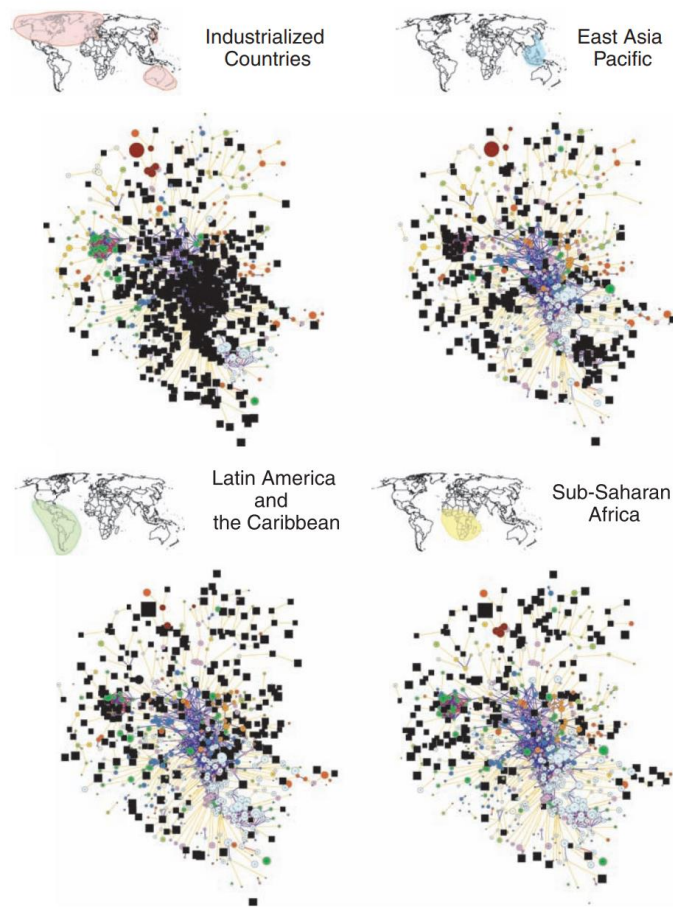 Industrialized
Countries
East Asia
Pacific
Latin America
and
the Caribbean
Sub-Saharan
Africa